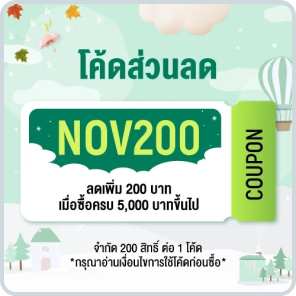 โค้ดส่วนลด
NOV200
ลดเพิ่ม 200 บาท
เมื่อซื้อครบ 5,000 บาทขึ้นไป
COUPON
จำกัด 200 สิทธิ์ ต่อ 1 โค้ด
*กรุณาอ่านเงื่อนไขการใช้โค้ดก่อนซื้อ*